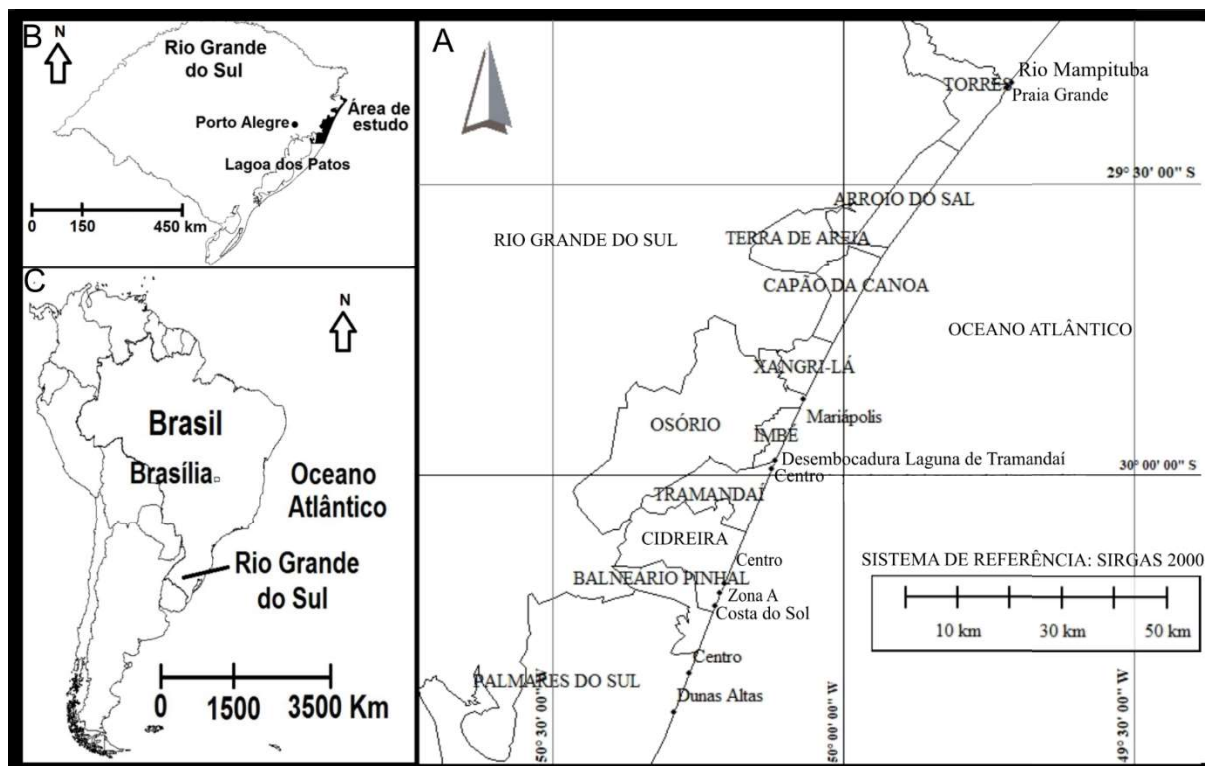 B
N
Rio Grande
do Sul
Área de
estudo
Porto Alegre
Lagoa dos Patos
0 150 450 km
C
N
Brasil
Brasília
Oceano
Atlântico
Rio Grande
do Sul
0 1500 3500 Km
A
Rio Mampituba
TORRES
Praia Grande
29° 30' 00" S
ARROIO DO SAL
RIO GRANDE DO SUL
TERRA DE AREIA
CAPÃO DA CANOA
OCEANO ATLÂNTICO
XANGRI-LÁ
Mariápolis
OSÓRIO
IMBÉ
Desembocadura Laguna de Tramandaí
Centro
30° 00' 00" S
TRAMANDAÍ
CIDREIRA
Centro
SISTEMA DE REFERÊNCIA: SIRGAS 2000
BALNEÁRIO PINHAL
Zona A
Costa do Sol
10 km 30 km 50 km
Centro
PALMARES DO SUL
Dunas Altas
50° 30' 00" W
50° 00' 00" W
49° 30' 00" W